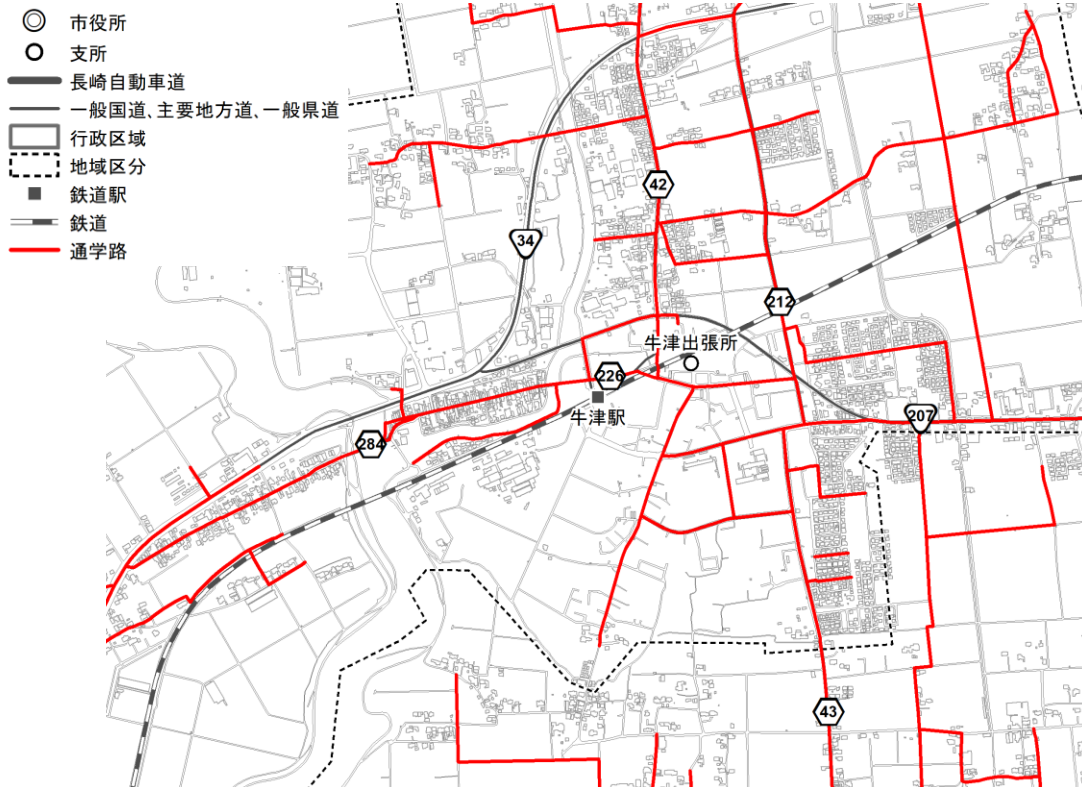 市役所
支所
長崎自動車道
一般国道、主要地方道、一般県道
行政区域
地域区分
鉄道駅
鉄道
通学路
42
34
212
牛津出張所
226
牛津駅
207
284
43